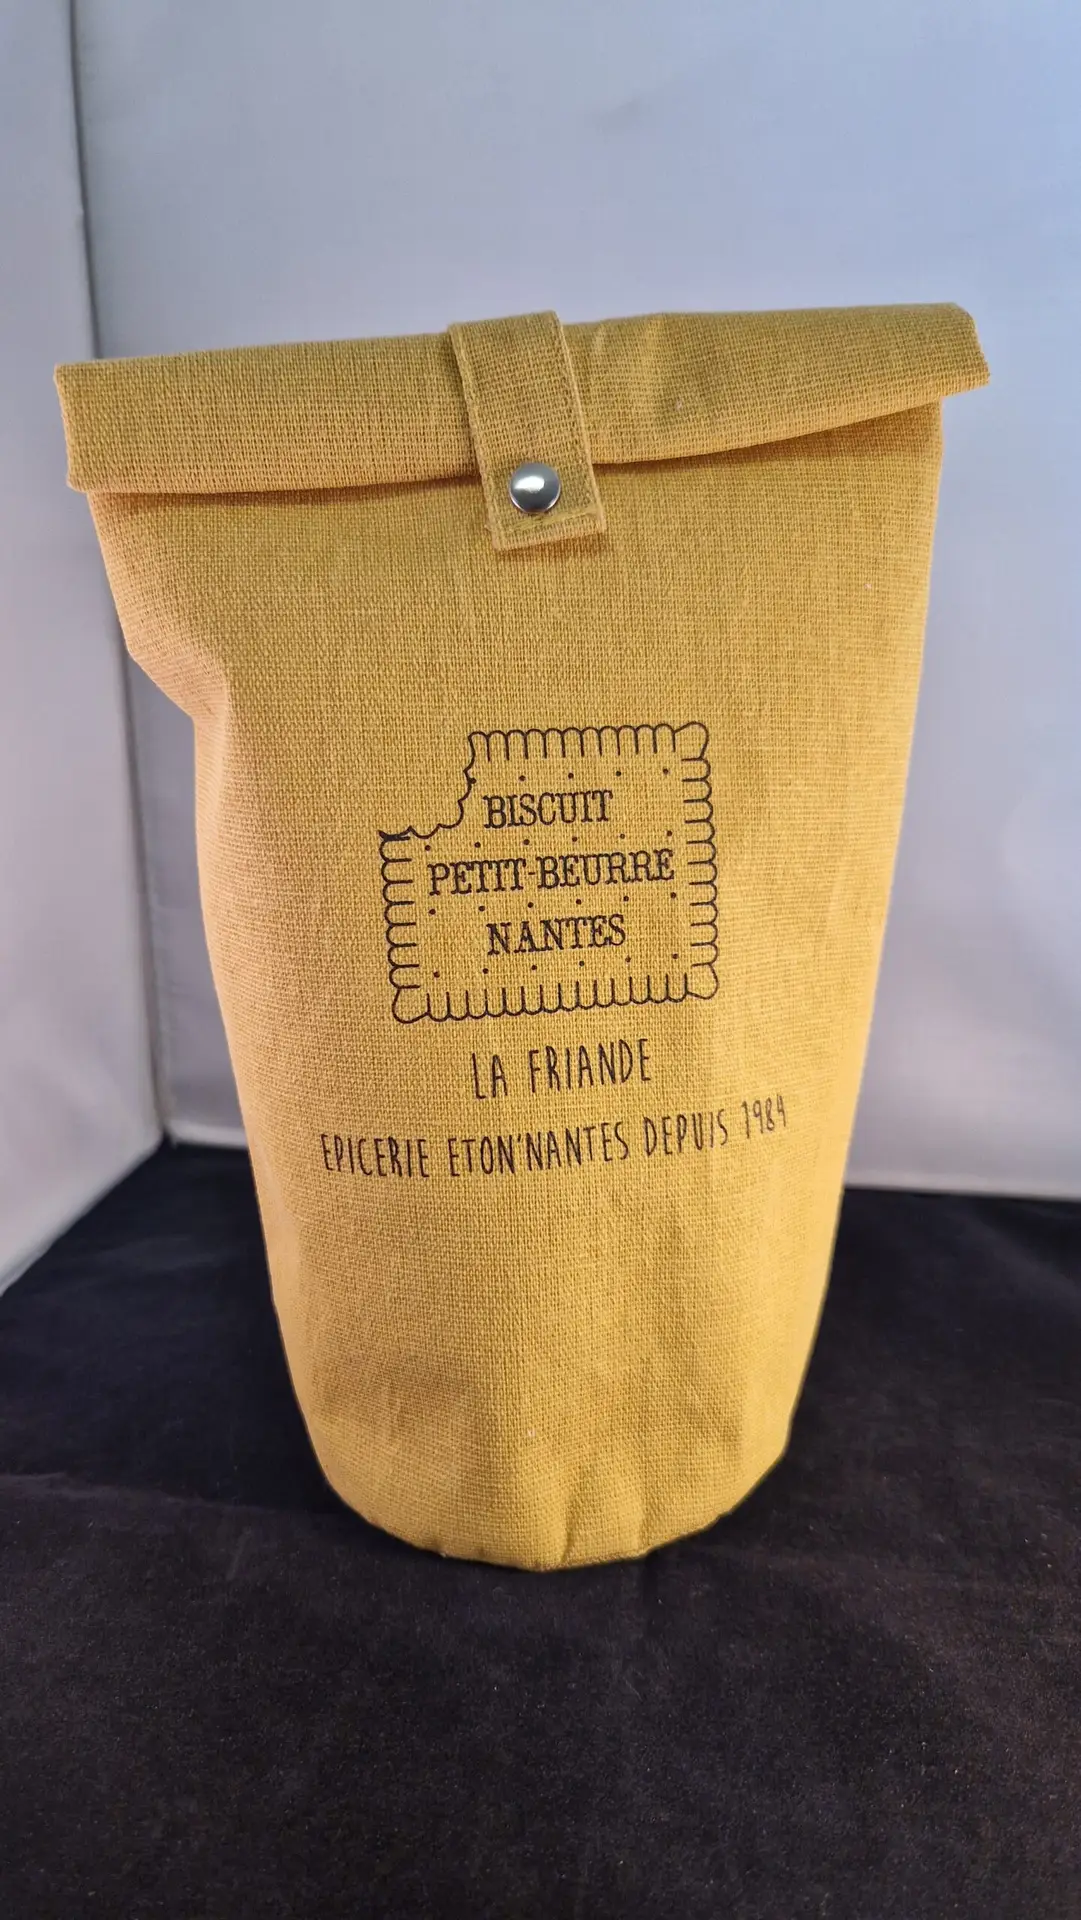 BISCUIT
PETIT-BEURRE
NANTES
LA FRIANDE
EPICERIE ETON'NANTES DEPUIS 1984